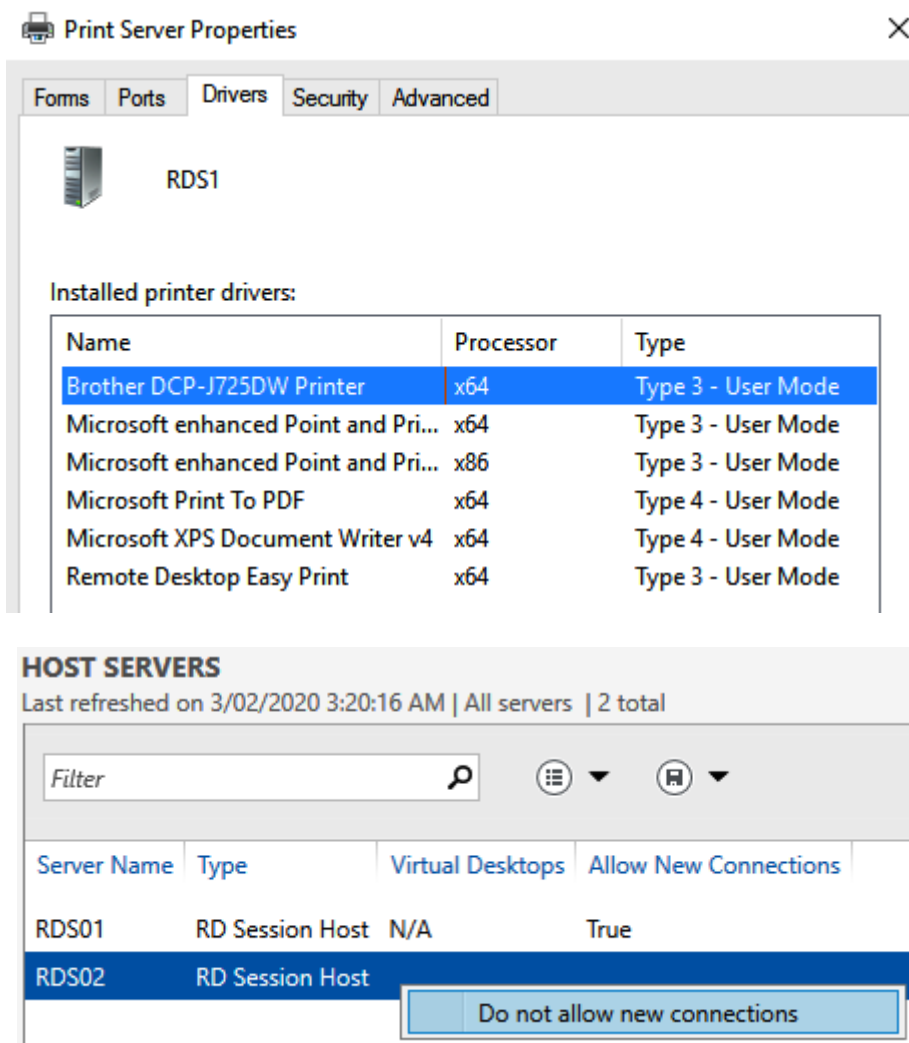 Print Server Properties
Forms Ports Drivers Security Advanced
RDS1
Installed printer drivers:
Name Processor Type
Brother DCP-J725DW Printer x64 Type 3 - User Mode
Microsoft enhanced Point and Pri... x64 Type 3 - User Mode
Microsoft enhanced Point and Pri... x86 Type 3 - User Mode
Microsoft Print To PDF x64 Type 4 - User Mode
Microsoft XPS Document Writer v4 x64 Type 4 - User Mode
Remote Desktop Easy Print x64 Type 3 - User Mode
HOST SERVERS
Last refreshed on 3/02/2020 3:20:16 AM | All servers | 2 total
Filter
Server Name Type Virtual Desktops Allow New Connections
RDS01 RD Session Host N/A True
RDS02 RD Session Host
Do not allow new connections